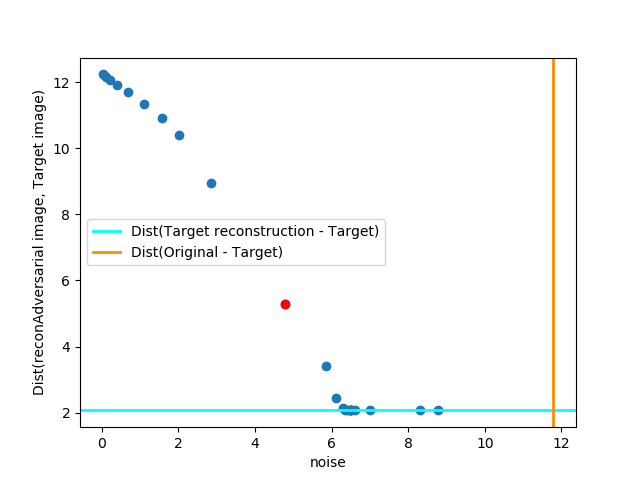 12
10
8
6
4
2
Dist(reconAdversarial image, Target image)
Dist(Target reconstruction - Target)
Dist(Original - Target)
0 2 4 6 8 10 12
noise